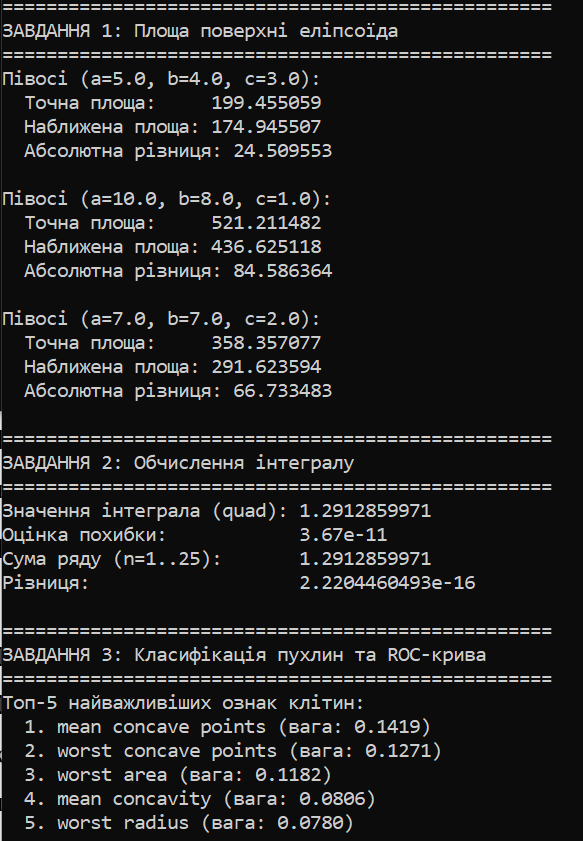 ==================================================
ЗАВДАННЯ 1: Площа поверхні еліпсоїда
==================================================
Півосі (a=5.0, b=4.0, c=3.0):
  Точна площа:     199.455059
  Наближена площа: 174.945507
  Абсолютна різниця: 24.509553

Півосі (a=10.0, b=8.0, c=1.0):
  Точна площа:     521.211482
  Наближена площа: 436.625118
  Абсолютна різниця: 84.586364

Півосі (a=7.0, b=7.0, c=2.0):
  Точна площа:     358.357077
  Наближена площа: 291.623594
  Абсолютна різниця: 66.733483

==================================================
ЗАВДАННЯ 2: Обчислення інтегралу
==================================================
Значення інтеграла (quad): 1.2912859971
Оцінка похибки:            3.67e-11
Сума ряду (n=1..25):       1.2912859971
Різниця:                   2.2204460493e-16

==================================================
ЗАВДАННЯ 3: Класифікація пухлин та ROC-крива
==================================================
Топ-5 найважливіших ознак клітин:
  1. mean concave points (вага: 0.1419)
  2. worst concave points (вага: 0.1271)
  3. worst area (вага: 0.1182)
  4. mean concavity (вага: 0.0806)
  5. worst radius (вага: 0.0780)